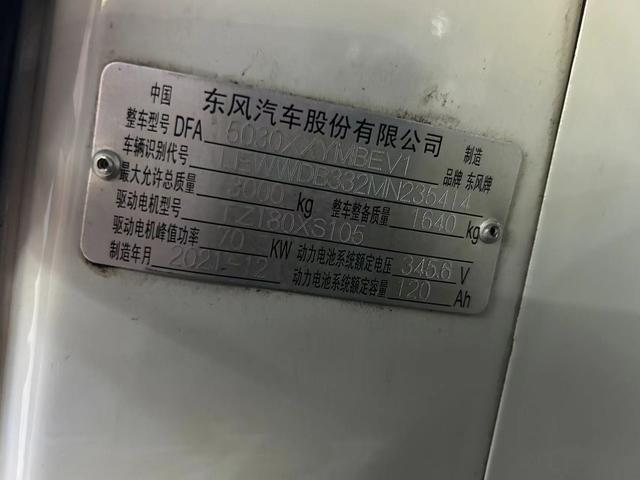 中国 东风汽车股份有限公司 制造
整车型号 DFA 5030XXYMBEV1 品牌 东风牌
车辆识别代号 LEWWDB332MN235414
最大允许总质量 3000 kg 整车整备质量 1640 kg
驱动电机型号 TZ180XS105
驱动电机峰值功率 70 KW 动力电池系统额定电压 345.6 V
制造年月 2021-12 动力电池系统额定容量 120 Ah